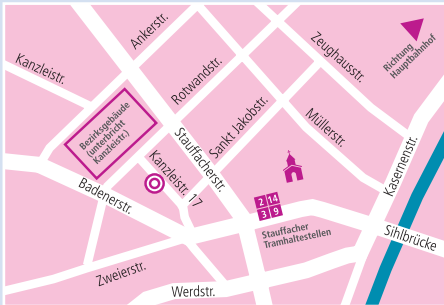 Ankerstr.
Kanzleistr.
Rotwandstr.
Zeughausstr.
Richtung
Hauptbahnhof
Bezirksgebäude
(unterbricht
Kanzleistr.)
Stauffacherstr.
Sankt Jakobstr.
Müllerstr.
Kasernenstr.
Kanzleistr. 17
Badenerstr.
2 14
3 9
Stauffacher
Tramhaltestellen
Sihlbrücke
Zweierstr.
Werdstr.